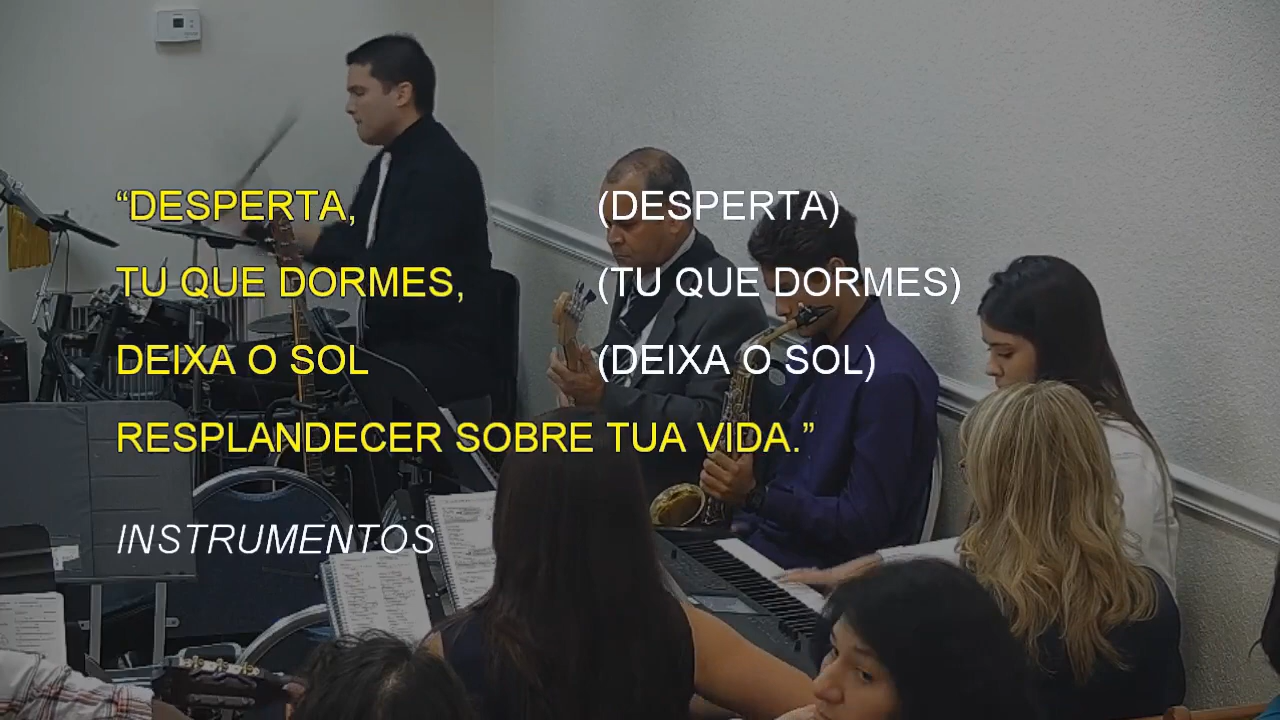 “DESPERTA, (DESPERTA)
TU QUE DORMES, (TU QUE DORMES)
DEIXA O SOL (DEIXA O SOL)
RESPLANDECER SOBRE TUA VIDA.”
INSTRUMENTOS